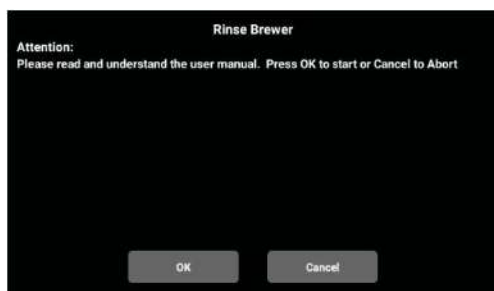 Rinse Brewer
Attention:
Please read and understand the user manual.  Press OK to start or Cancel to Abort
OK
Cancel